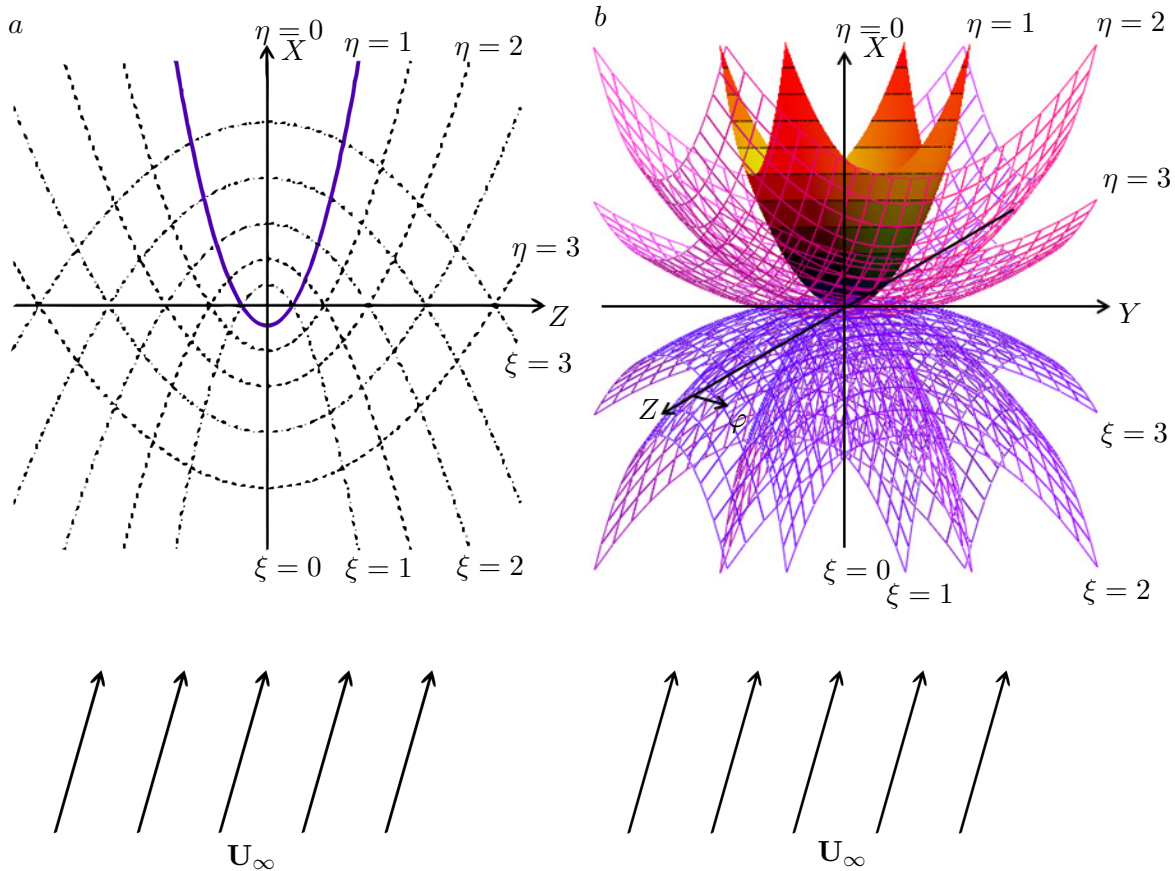 a
η = 0
X
η = 1
η = 2
η = 3
Z
ξ = 3
ξ = 0
ξ = 1
ξ = 2
U∞
b
η = 0
X
η = 1
η = 2
η = 3
Y
Z
φ
ξ = 3
ξ = 0
ξ = 1
ξ = 2
U∞